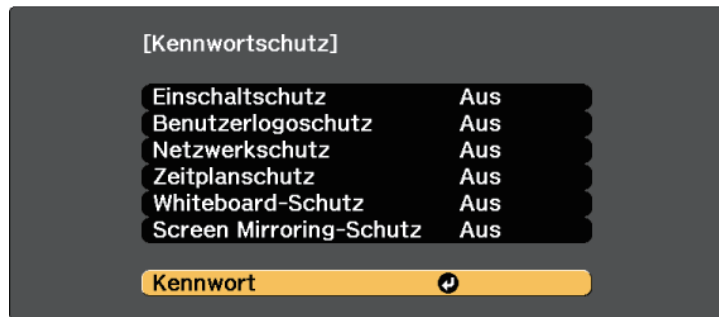 [Kennwortschutz]
Einschaltschutz Aus
Benutzerlogoschutz Aus
Netzwerkschutz Aus
Zeitplanschutz Aus
Whiteboard-Schutz Aus
Screen Mirroring-Schutz Aus
Kennwort